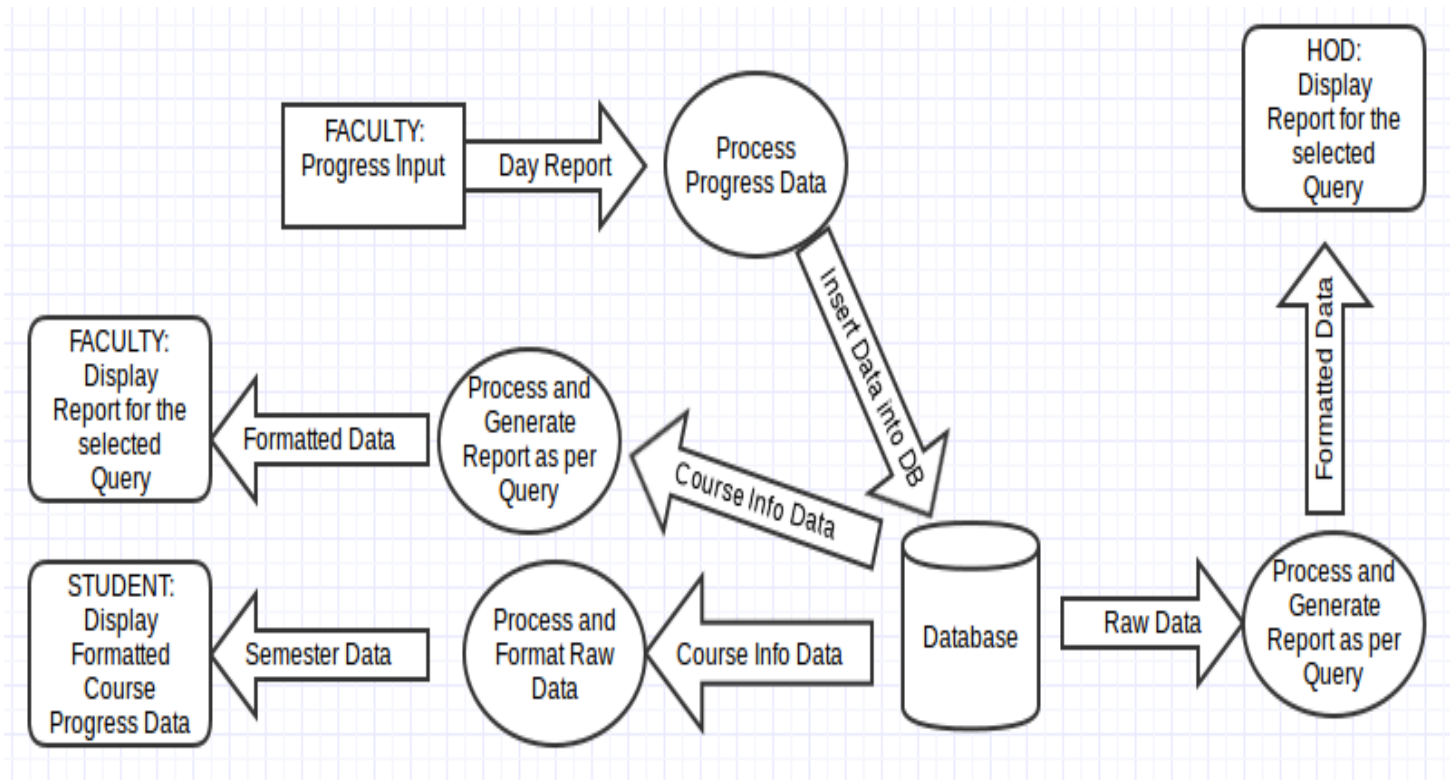 FACULTY:
Progress Input
Day Report
Process
Progress Data
HOD:
Display
Report for the
selected
Query
Insert Data into DB
Formatted Data
FACULTY:
Display
Report for the
selected
Query
Formatted Data
Process and
Generate
Report as per
Query
Course Info Data
STUDENT:
Display
Formatted
Course
Progress Data
Semester Data
Process and
Format Raw
Data
Course Info Data
Database
Raw Data
Process and
Generate
Report as per
Query